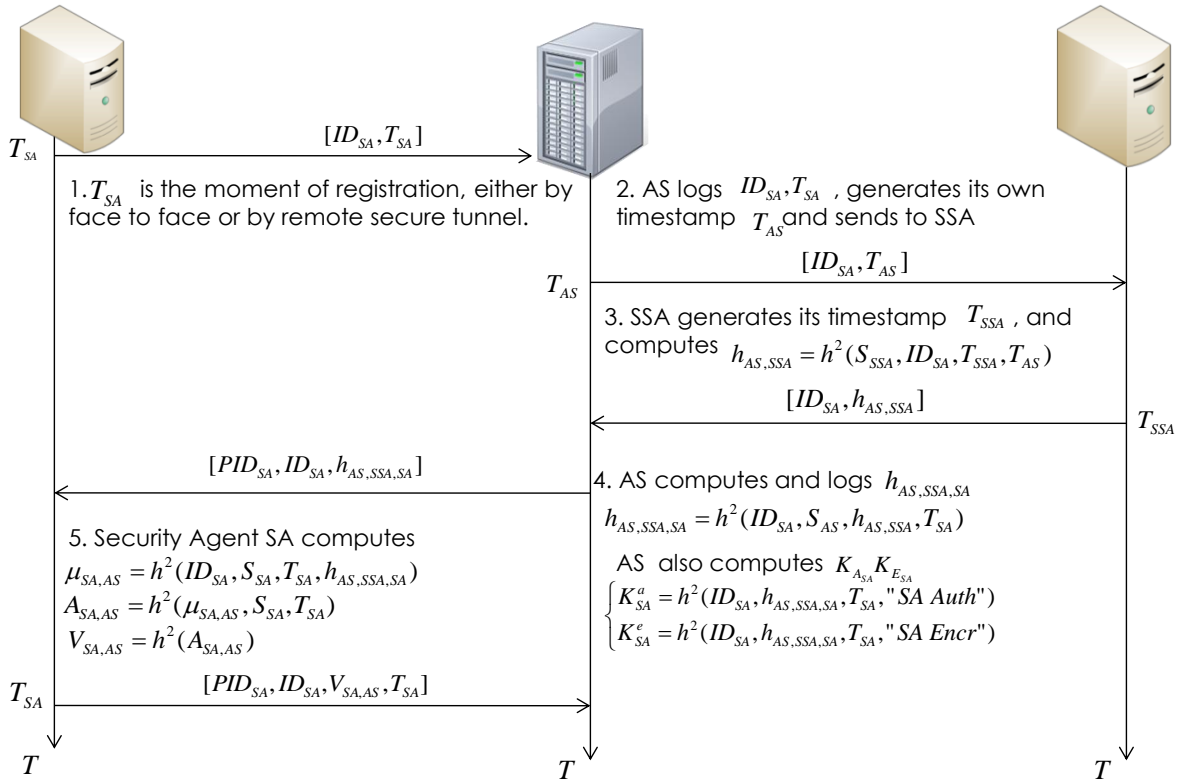 [ID_SA, T_SA]
T_SA
1. T_SA is the moment of registration, either by
face to face or by remote secure tunnel.
2. AS logs ID_SA, T_SA , generates its own
timestamp T_AS and sends to SSA
[ID_SA, T_AS]
T_AS
3. SSA generates its timestamp T_SSA , and
computes h_AS,SSA = h²(S_SSA, ID_SA, T_SSA, T_AS)
[ID_SA, h_AS,SSA]
T_SSA
[PID_SA, ID_SA, h_AS,SSA,SA]
4. AS computes and logs h_AS,SSA,SA
h_AS,SSA,SA = h²(ID_SA, S_AS, h_AS,SSA, T_SA)
AS also computes K_A_SA K_E_SA
K^a_SA = h²(ID_SA, h_AS,SSA,SA, T_SA, "SA Auth")
K^e_SA = h²(ID_SA, h_AS,SSA,SA, T_SA, "SA Encr")
5. Security Agent SA computes
μ_SA,AS = h²(ID_SA, S_SA, T_SA, h_AS,SSA,SA)
A_SA,AS = h²(μ_SA,AS, S_SA, T_SA)
V_SA,AS = h²(A_SA,AS)
[PID_SA, ID_SA, V_SA,AS, T_SA]
T_SA
T
T
T